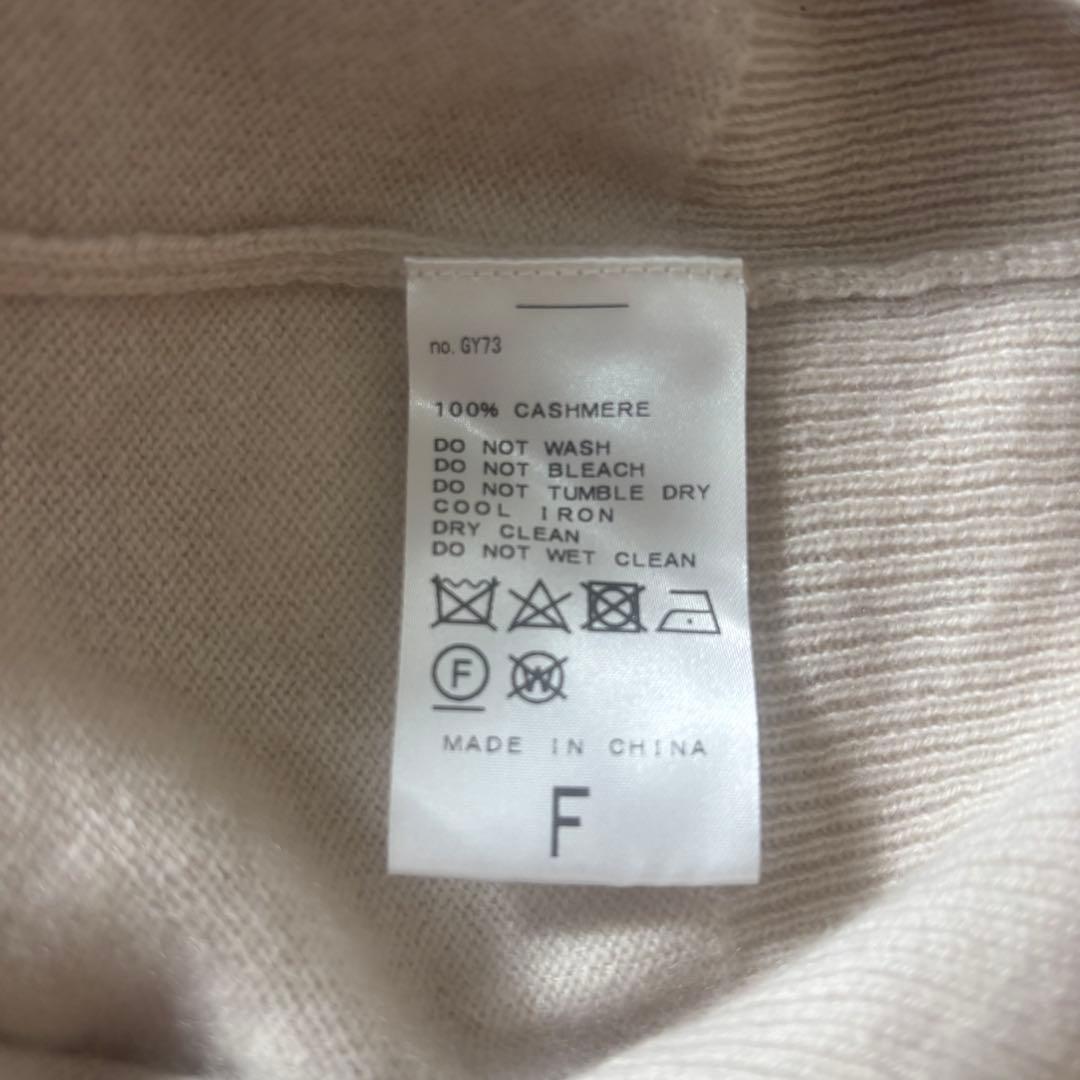 no. GY73
100% CASHMERE
DO NOT WASH
DO NOT BLEACH
DO NOT TUMBLE DRY
COOL IRON
DRY CLEAN
DO NOT WET CLEAN
F W
MADE IN CHINA
F